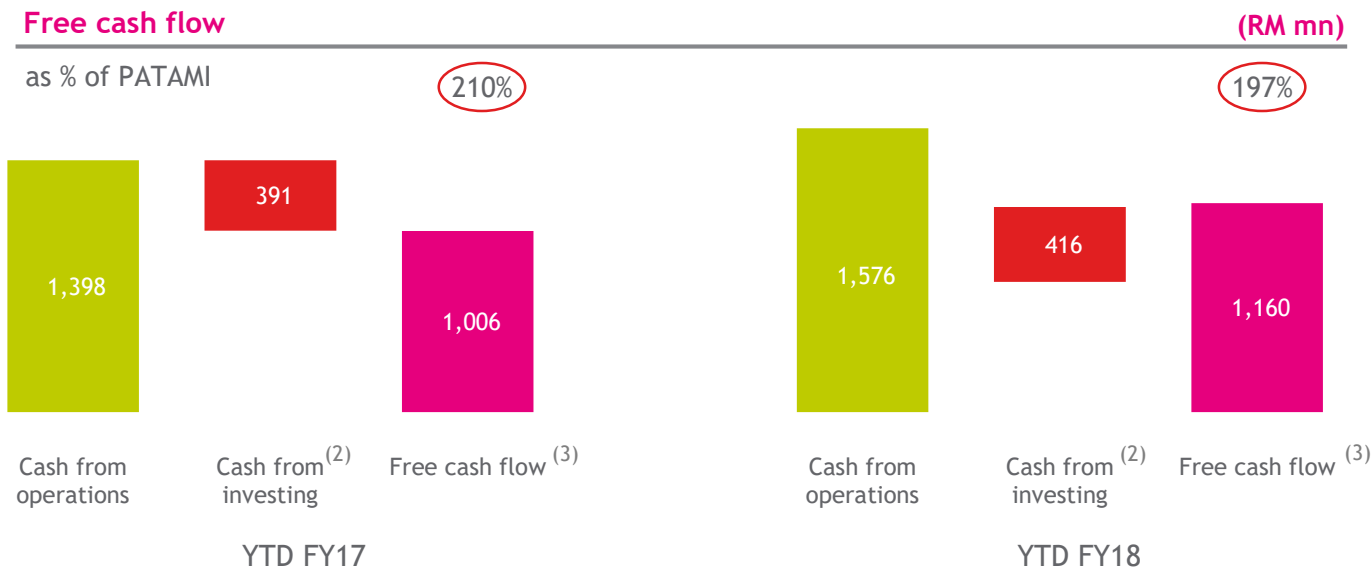 Free cash flow (RM mn)
as % of PATAMI 210% 197%
391
1,398
1,006
416
1,576
1,160
Cash from operations
Cash from (2) investing
Free cash flow (3)
Cash from operations
Cash from (2) investing
Free cash flow (3)
YTD FY17
YTD FY18